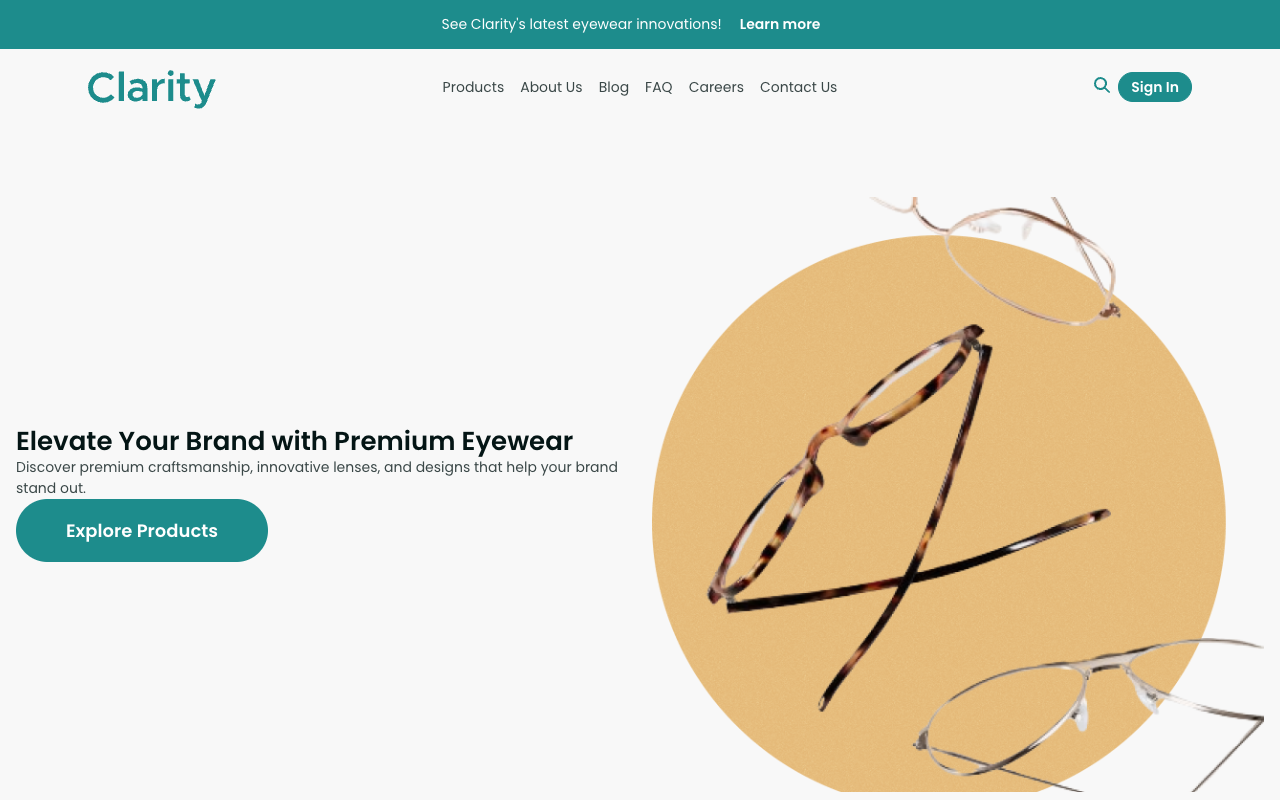 See Clarity's latest eyewear innovations! Learn more
Clarity
Products About Us Blog FAQ Careers Contact Us
Sign In
Elevate Your Brand with Premium Eyewear
Discover premium craftsmanship, innovative lenses, and designs that help your brand
stand out.
Explore Products